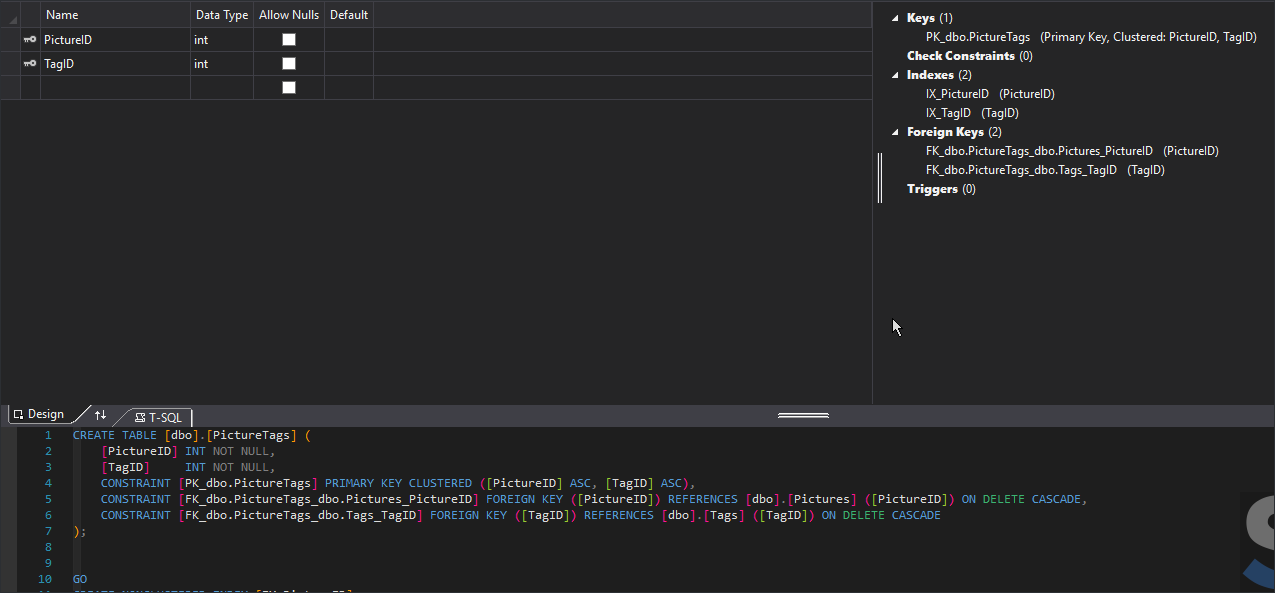 Name Data Type Allow Nulls Default
PictureID int
TagID int
Keys (1)
PK_dbo.PictureTags (Primary Key, Clustered: PictureID, TagID)
Check Constraints (0)
Indexes (2)
IX_PictureID (PictureID)
IX_TagID (TagID)
Foreign Keys (2)
FK_dbo.PictureTags_dbo.Pictures_PictureID (PictureID)
FK_dbo.PictureTags_dbo.Tags_TagID (TagID)
Triggers (0)
Design T-SQL
1 CREATE TABLE [dbo].[PictureTags] (
2 [PictureID] INT NOT NULL,
3 [TagID] INT NOT NULL,
4 CONSTRAINT [PK_dbo.PictureTags] PRIMARY KEY CLUSTERED ([PictureID] ASC, [TagID] ASC),
5 CONSTRAINT [FK_dbo.PictureTags_dbo.Pictures_PictureID] FOREIGN KEY ([PictureID]) REFERENCES [dbo].[Pictures] ([PictureID]) ON DELETE CASCADE,
6 CONSTRAINT [FK_dbo.PictureTags_dbo.Tags_TagID] FOREIGN KEY ([TagID]) REFERENCES [dbo].[Tags] ([TagID]) ON DELETE CASCADE
7 );
8
9
10 GO